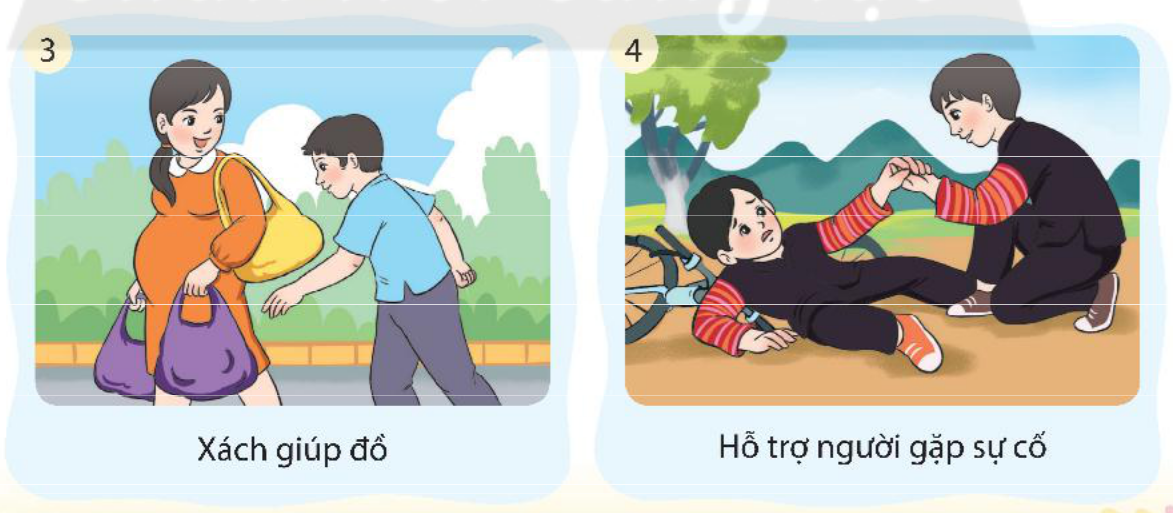 3
4
Xách giúp đồ
Hỗ trợ người gặp sự cố